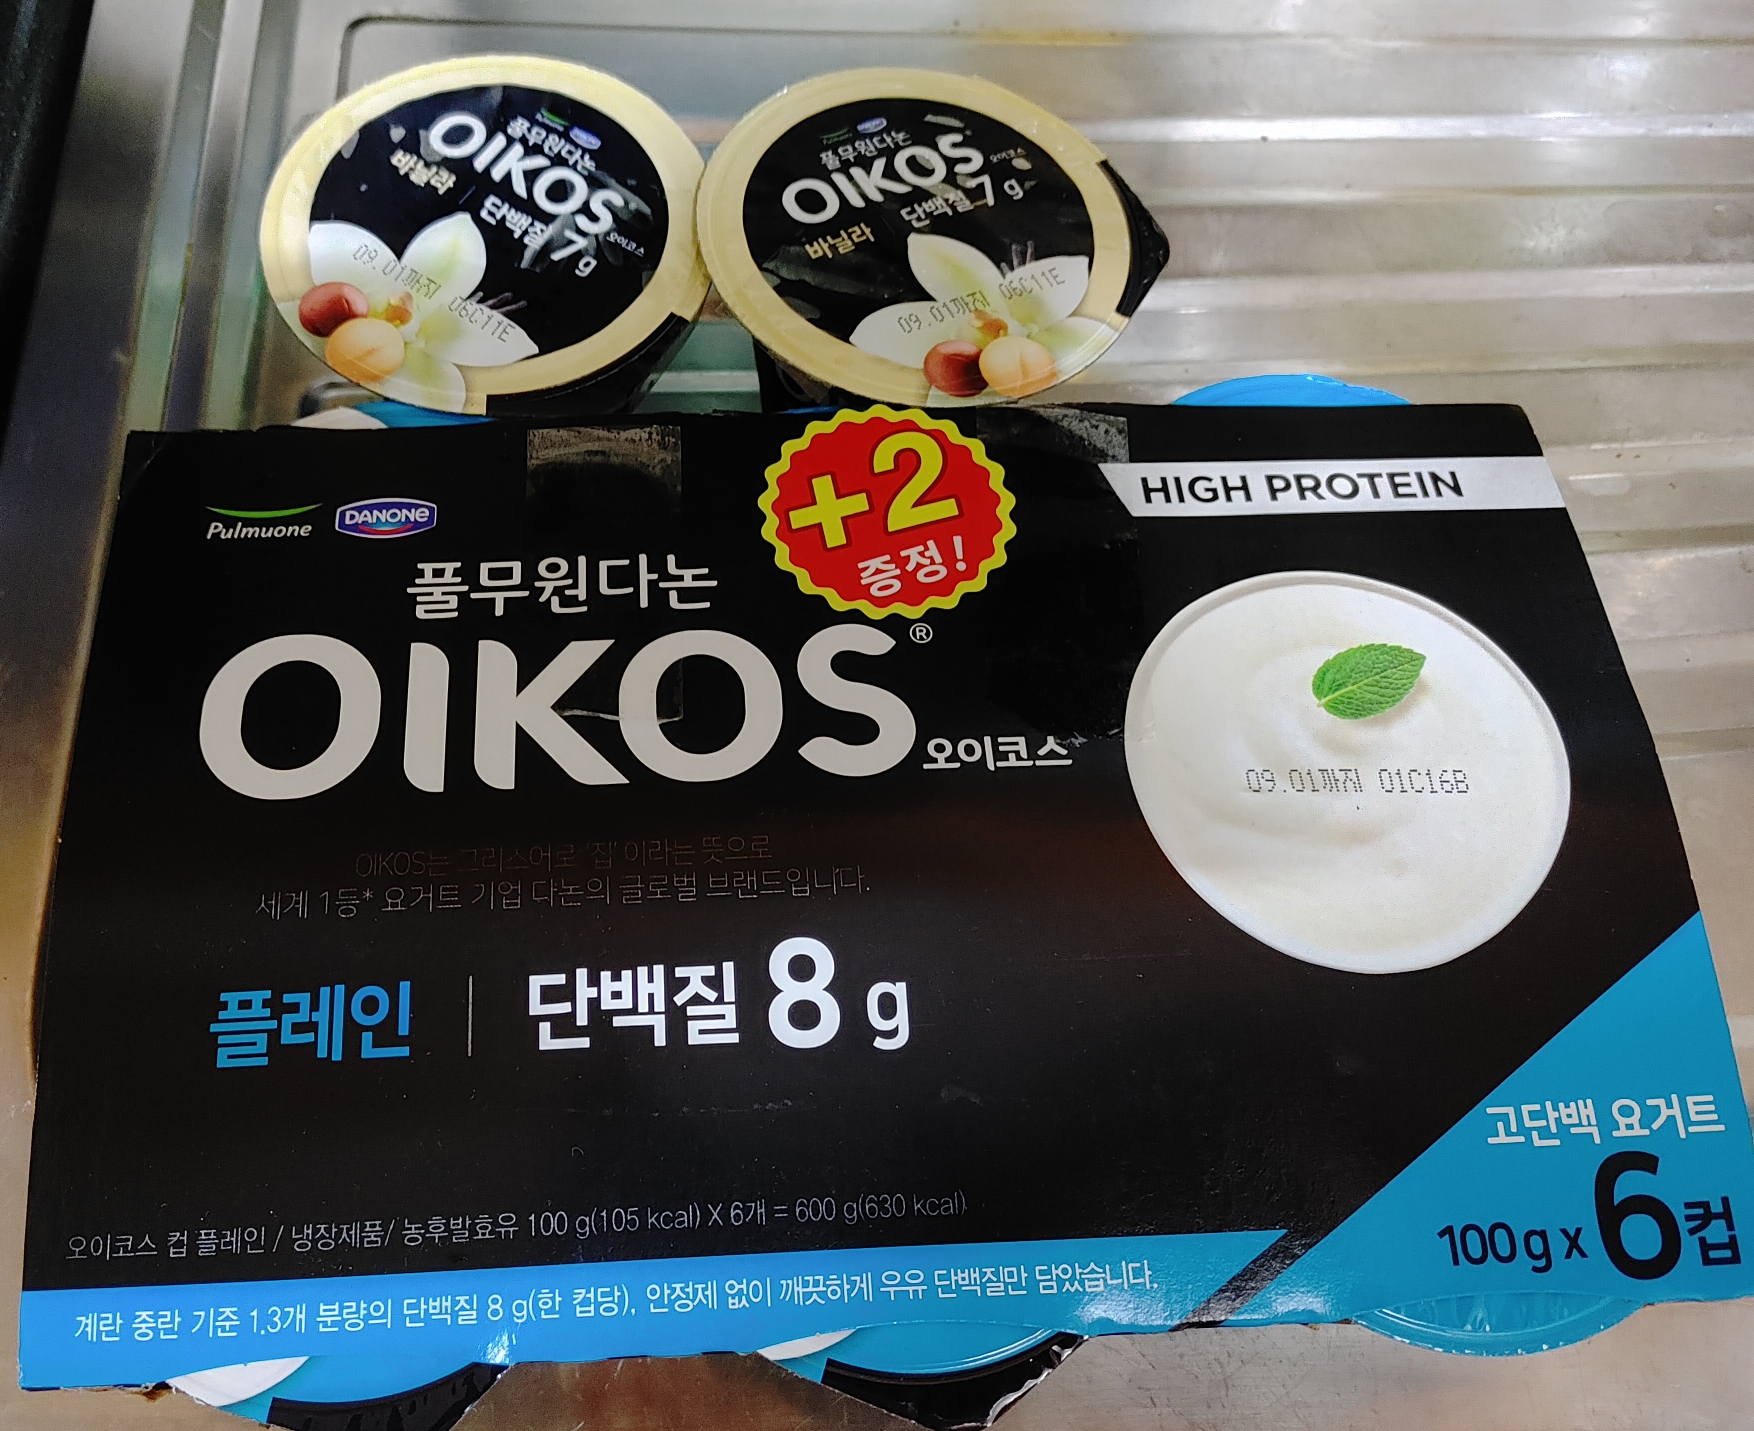 풀무원다논
OIKOS
오이코스
바닐라
단백질 7 g
09.01까지 06C11E
풀무원다논
OIKOS
오이코스
바닐라
단백질 7 g
09.01까지 06C11E
+2
증정!
HIGH PROTEIN
Pulmuone
DANONE
풀무원다논
OIKOS®
오이코스
09.01까지 01C16B
OIKOS는 그리스어로 '집' 이라는 뜻으로
세계 1등* 요거트 기업 다논의 글로벌 브랜드입니다.
플레인 | 단백질 8 g
고단백 요거트
100 g x 6컵
오이코스 컵 플레인 / 냉장제품/ 농후발효유 100 g(105 kcal) X 6개 = 600 g(630 kcal)
계란 중란 기준 1.3개 분량의 단백질 8 g(한 컵당), 안정제 없이 깨끗하게 우유 단백질만 담았습니다.